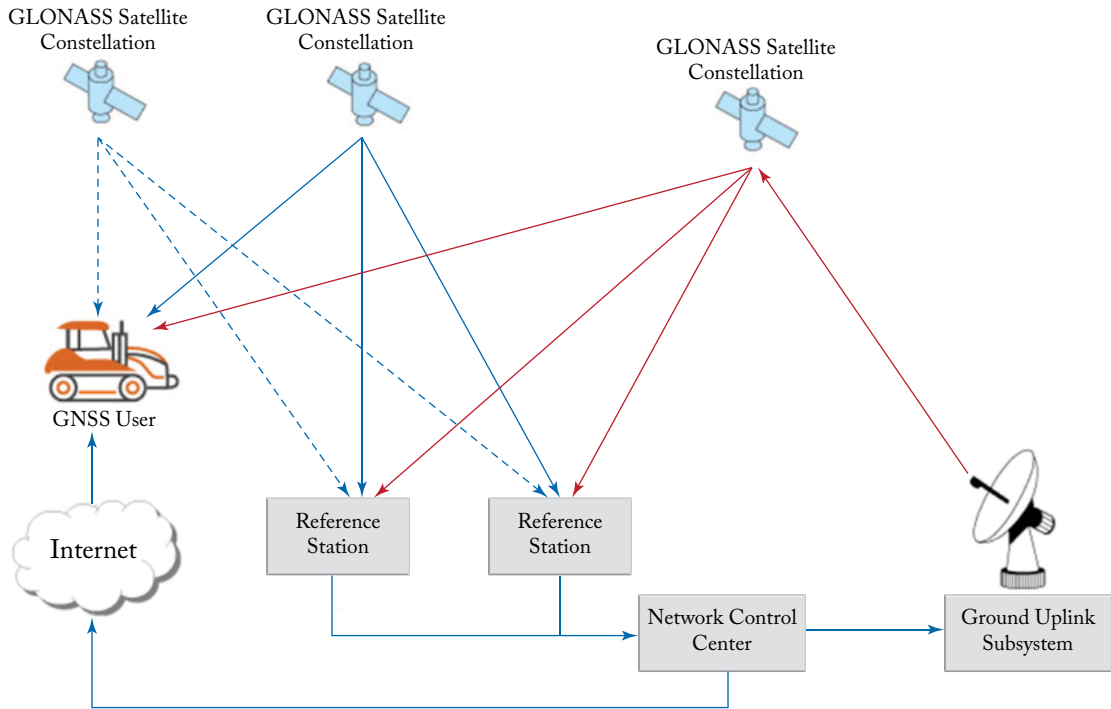 GLONASS Satellite
Constellation
GLONASS Satellite
Constellation
GLONASS Satellite
Constellation
GNSS User
Internet
Reference
Station
Reference
Station
Network Control
Center
Ground Uplink
Subsystem